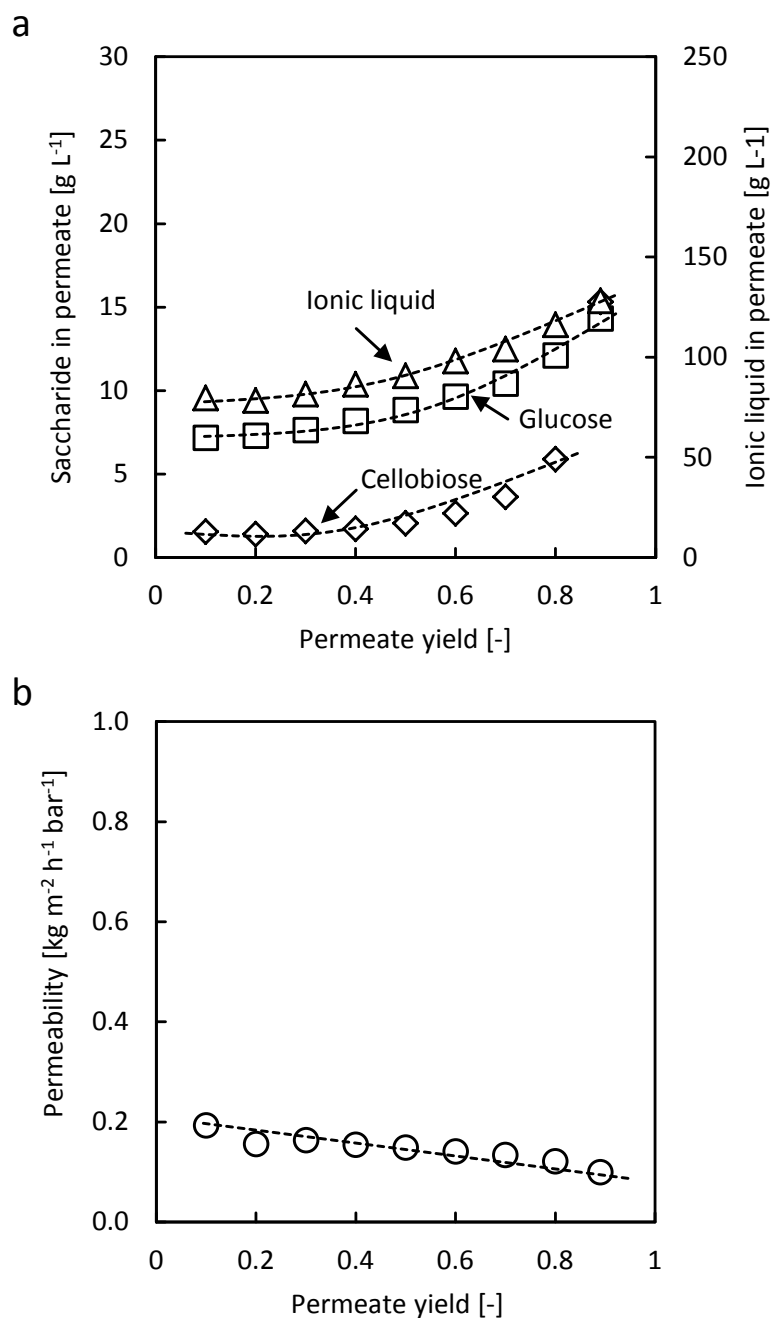 a
30
25
20
15
10
5
0
250
200
150
100
50
0
Saccharide in permeate [g L⁻¹]
Ionic liquid in permeate [g L-1]
Ionic liquid
Glucose
Cellobiose
0 0.2 0.4 0.6 0.8 1
Permeate yield [-]
b
1.0
0.8
0.6
0.4
0.2
0.0
Permeability [kg m⁻² h⁻¹ bar⁻¹]
0 0.2 0.4 0.6 0.8 1
Permeate yield [-]